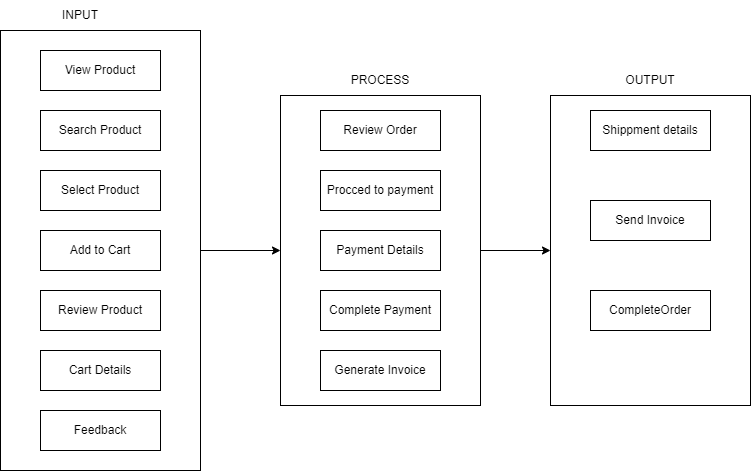 INPUT
View Product
Search Product
Select Product
Add to Cart
Review Product
Cart Details
Feedback
PROCESS
Review Order
Procced to payment
Payment Details
Complete Payment
Generate Invoice
OUTPUT
Shippment details
Send Invoice
CompleteOrder